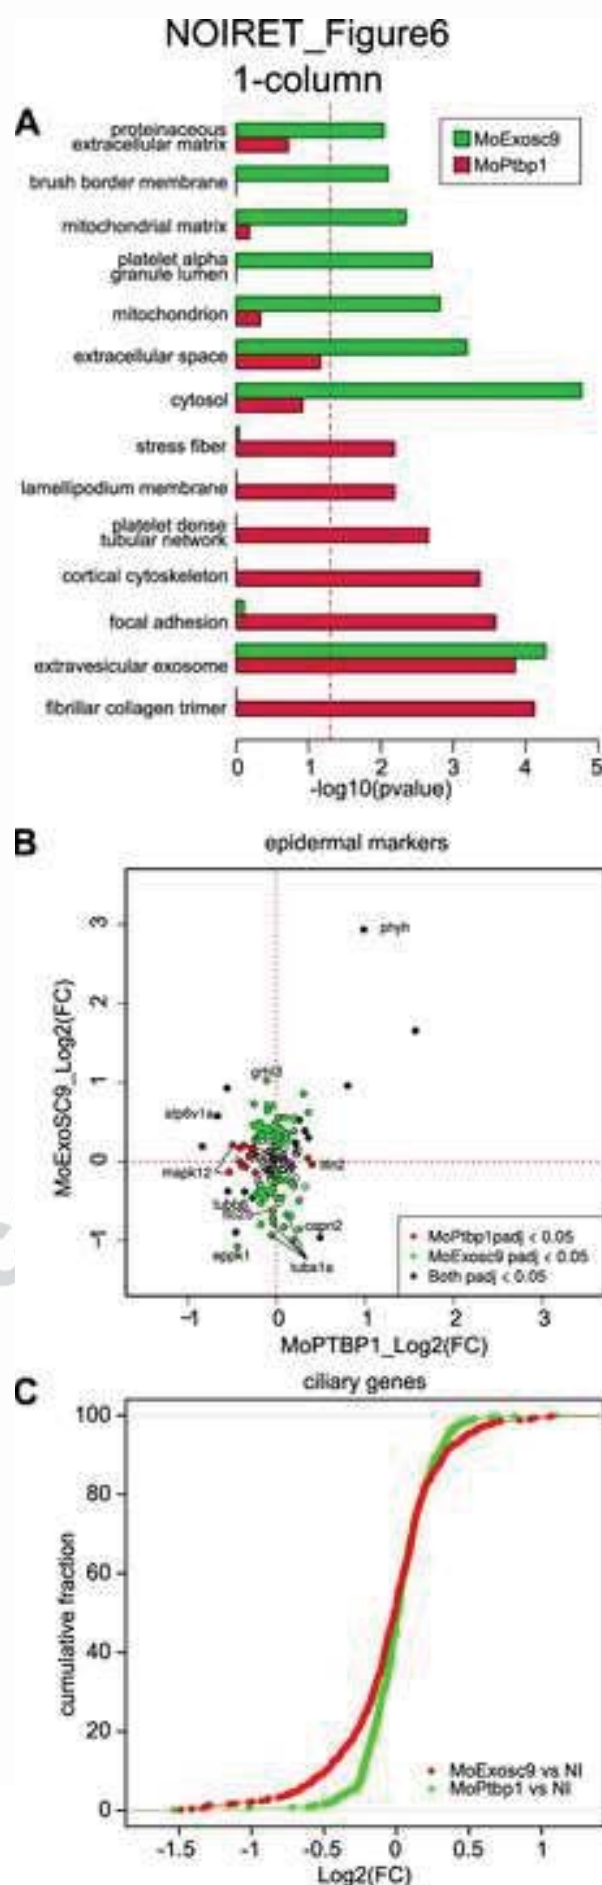 NOIRET_Figure6
1-column
A
MoExosc9
MoPtbp1
proteinaceous
extracellular matrix
brush border membrane
mitochondrial matrix
platelet alpha
granule lumen
mitochondrion
extracellular space
cytosol
stress fiber
lamellipodium membrane
platelet dense
tubular network
cortical cytoskeleton
focal adhesion
extravesicular exosome
fibrillar collagen trimer
0 1 2 3 4 5
-log10(pvalue)
B
epidermal markers
MoExoSC9_Log2(FC)
3
2
1
0
-1
phyh
grhl3
atp6v1a
mapk12
capn2
eppk1
tuba1a
MoPtbp1padj < 0.05
MoExosc9 padj < 0.05
Both padj < 0.05
-1 0 1 2 3
MoPTBP1_Log2(FC)
C
ciliary genes
cumulative fraction
100
80
60
40
20
0
MoExosc9 vs NI
MoPtbp1 vs NI
-1.5 -1 -0.5 0 0.5 1
Log2(FC)